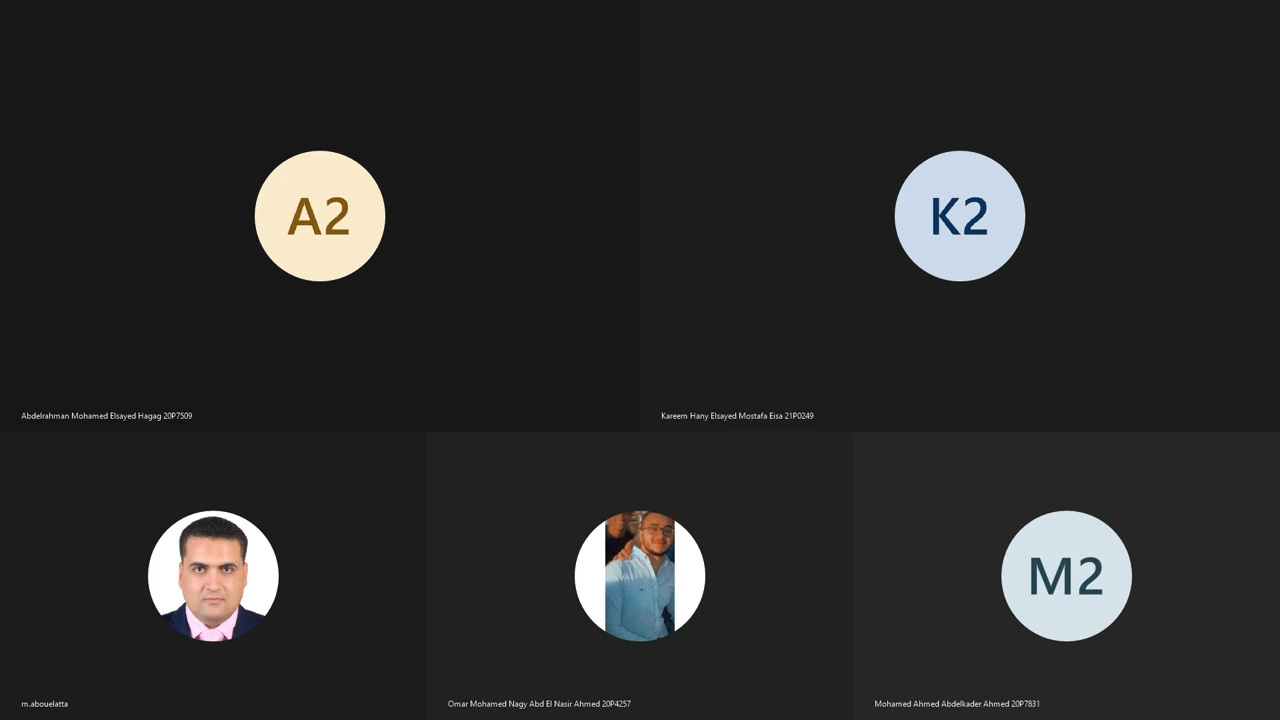 A2
K2
Abdelrahman Mohamed Elsayed Hagag 20P7509
Kareem Hany Elsayed Mostafa Eisa 21P0249
M2
m.abouelatta
Omar Mohamed Nagy Abd El Nasir Ahmed 20P4257
Mohamed Ahmed Abdelkader Ahmed 20P7831